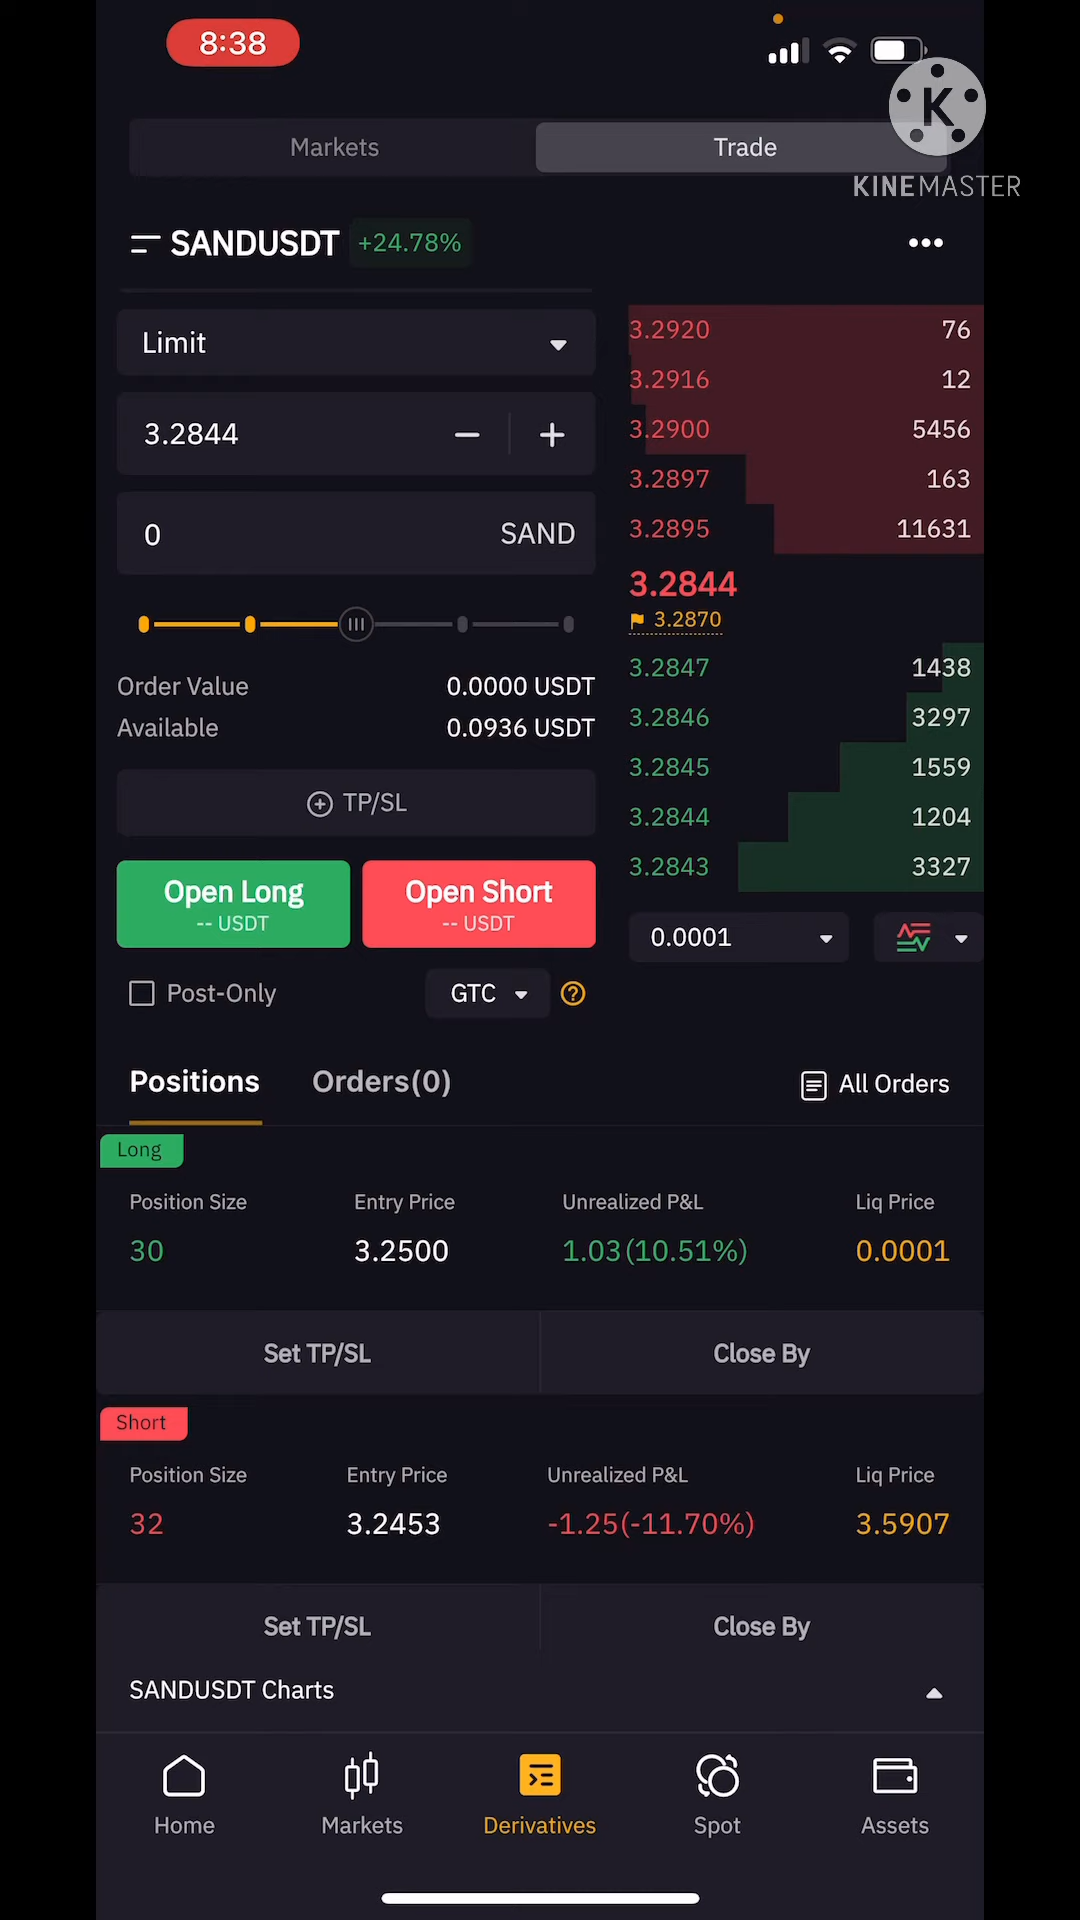 8:38
K
KINEMASTER
Markets
Trade
SANDUSDT +24.78%
Limit
3.2844
0 SAND
Order Value 0.0000 USDT
Available 0.0936 USDT
TP/SL
Open Long
-- USDT
Open Short
-- USDT
Post-Only
GTC
?
3.2920 76
3.2916 12
3.2900 5456
3.2897 163
3.2895 11631
3.2844
3.2870
3.2847 1438
3.2846 3297
3.2845 1559
3.2844 1204
3.2843 3327
0.0001
Positions Orders(0) All Orders
Long
Position Size Entry Price Unrealized P&L Liq Price
30 3.2500 1.03(10.51%) 0.0001
Set TP/SL Close By
Short
Position Size Entry Price Unrealized P&L Liq Price
32 3.2453 -1.25(-11.70%) 3.5907
Set TP/SL Close By
SANDUSDT Charts
Home Markets Derivatives Spot Assets